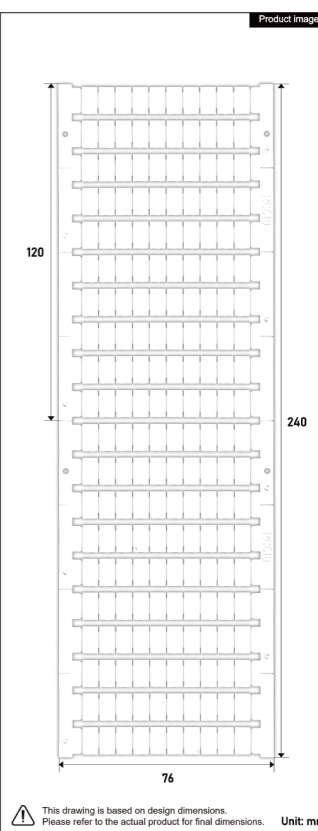 Product image
120
240
76
This drawing is based on design dimensions.
Please refer to the actual product for final dimensions.
Unit: mm